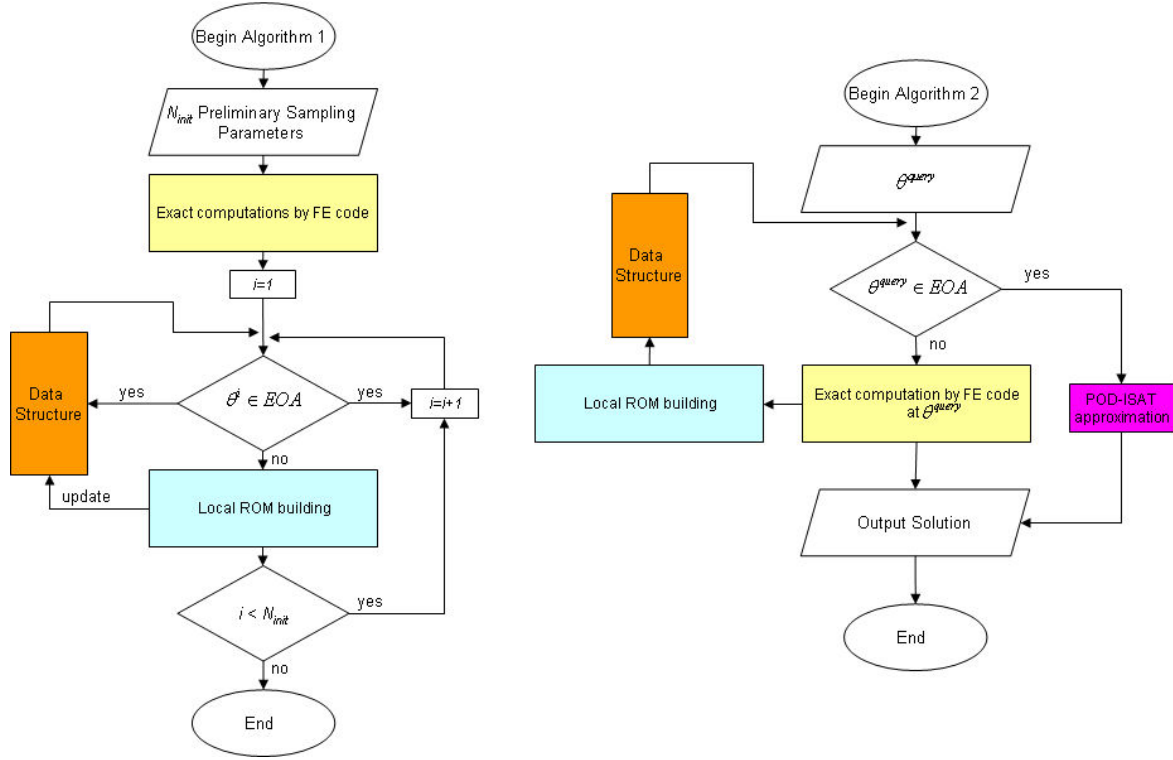 Begin Algorithm 1
N_init Preliminary Sampling
Parameters
Exact computations by FE code
i=1
Data
Structure
yes
θ^i ∈ EOA
yes
i=i+1
no
update
Local ROM building
i < N_init
yes
no
End
Begin Algorithm 2
θ^query
Data
Structure
θ^query ∈ EOA
yes
no
Local ROM building
Exact computation by FE code
at θ^query
POD-ISAT
approximation
Output Solution
End